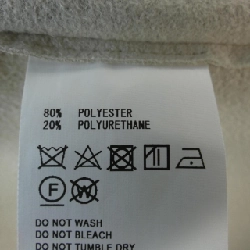 80% POLYESTER
20% POLYURETHANE
F W
DO NOT WASH
DO NOT BLEACH
DO NOT TUMBLE DRY